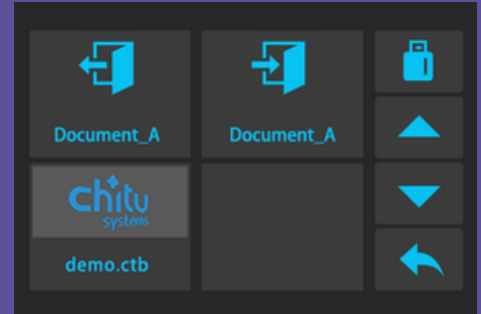 Document_A
Document_A
chitu
systems
demo.ctb